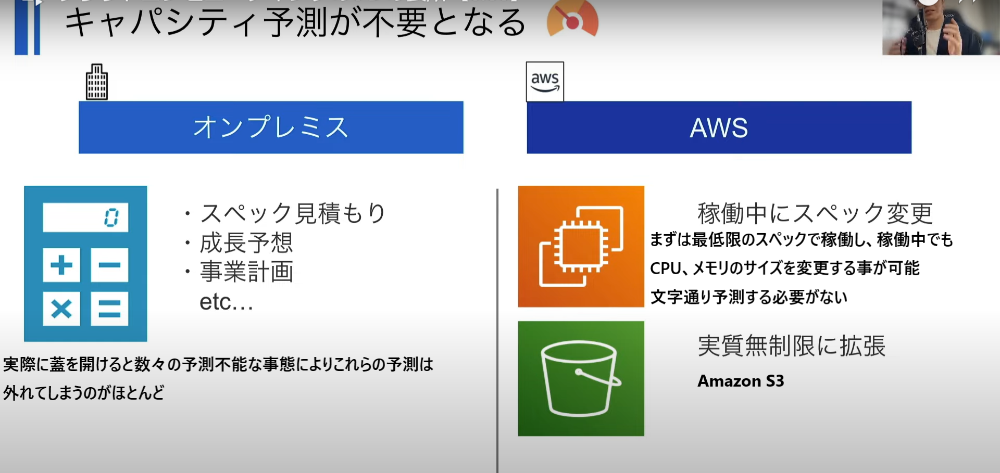 キャパシティ予測が不要となる
aws
オンプレミス
AWS
0
・スペック見積もり
・成長予想
・事業計画
etc…
実際に蓋を開けると数々の予測不能な事態によりこれらの予測は
外れてしまうのがほとんど
稼働中にスペック変更
まずは最低限のスペックで稼働し、稼働中でも
CPU、メモリのサイズを変更する事が可能
文字通り予測する必要がない
実質無制限に拡張
Amazon S3